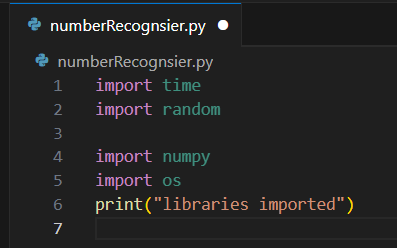 numberRecognsier.py
numberRecognsier.py
1 import time
2 import random
3
4 import numpy
5 import os
6 print("libraries imported")
7